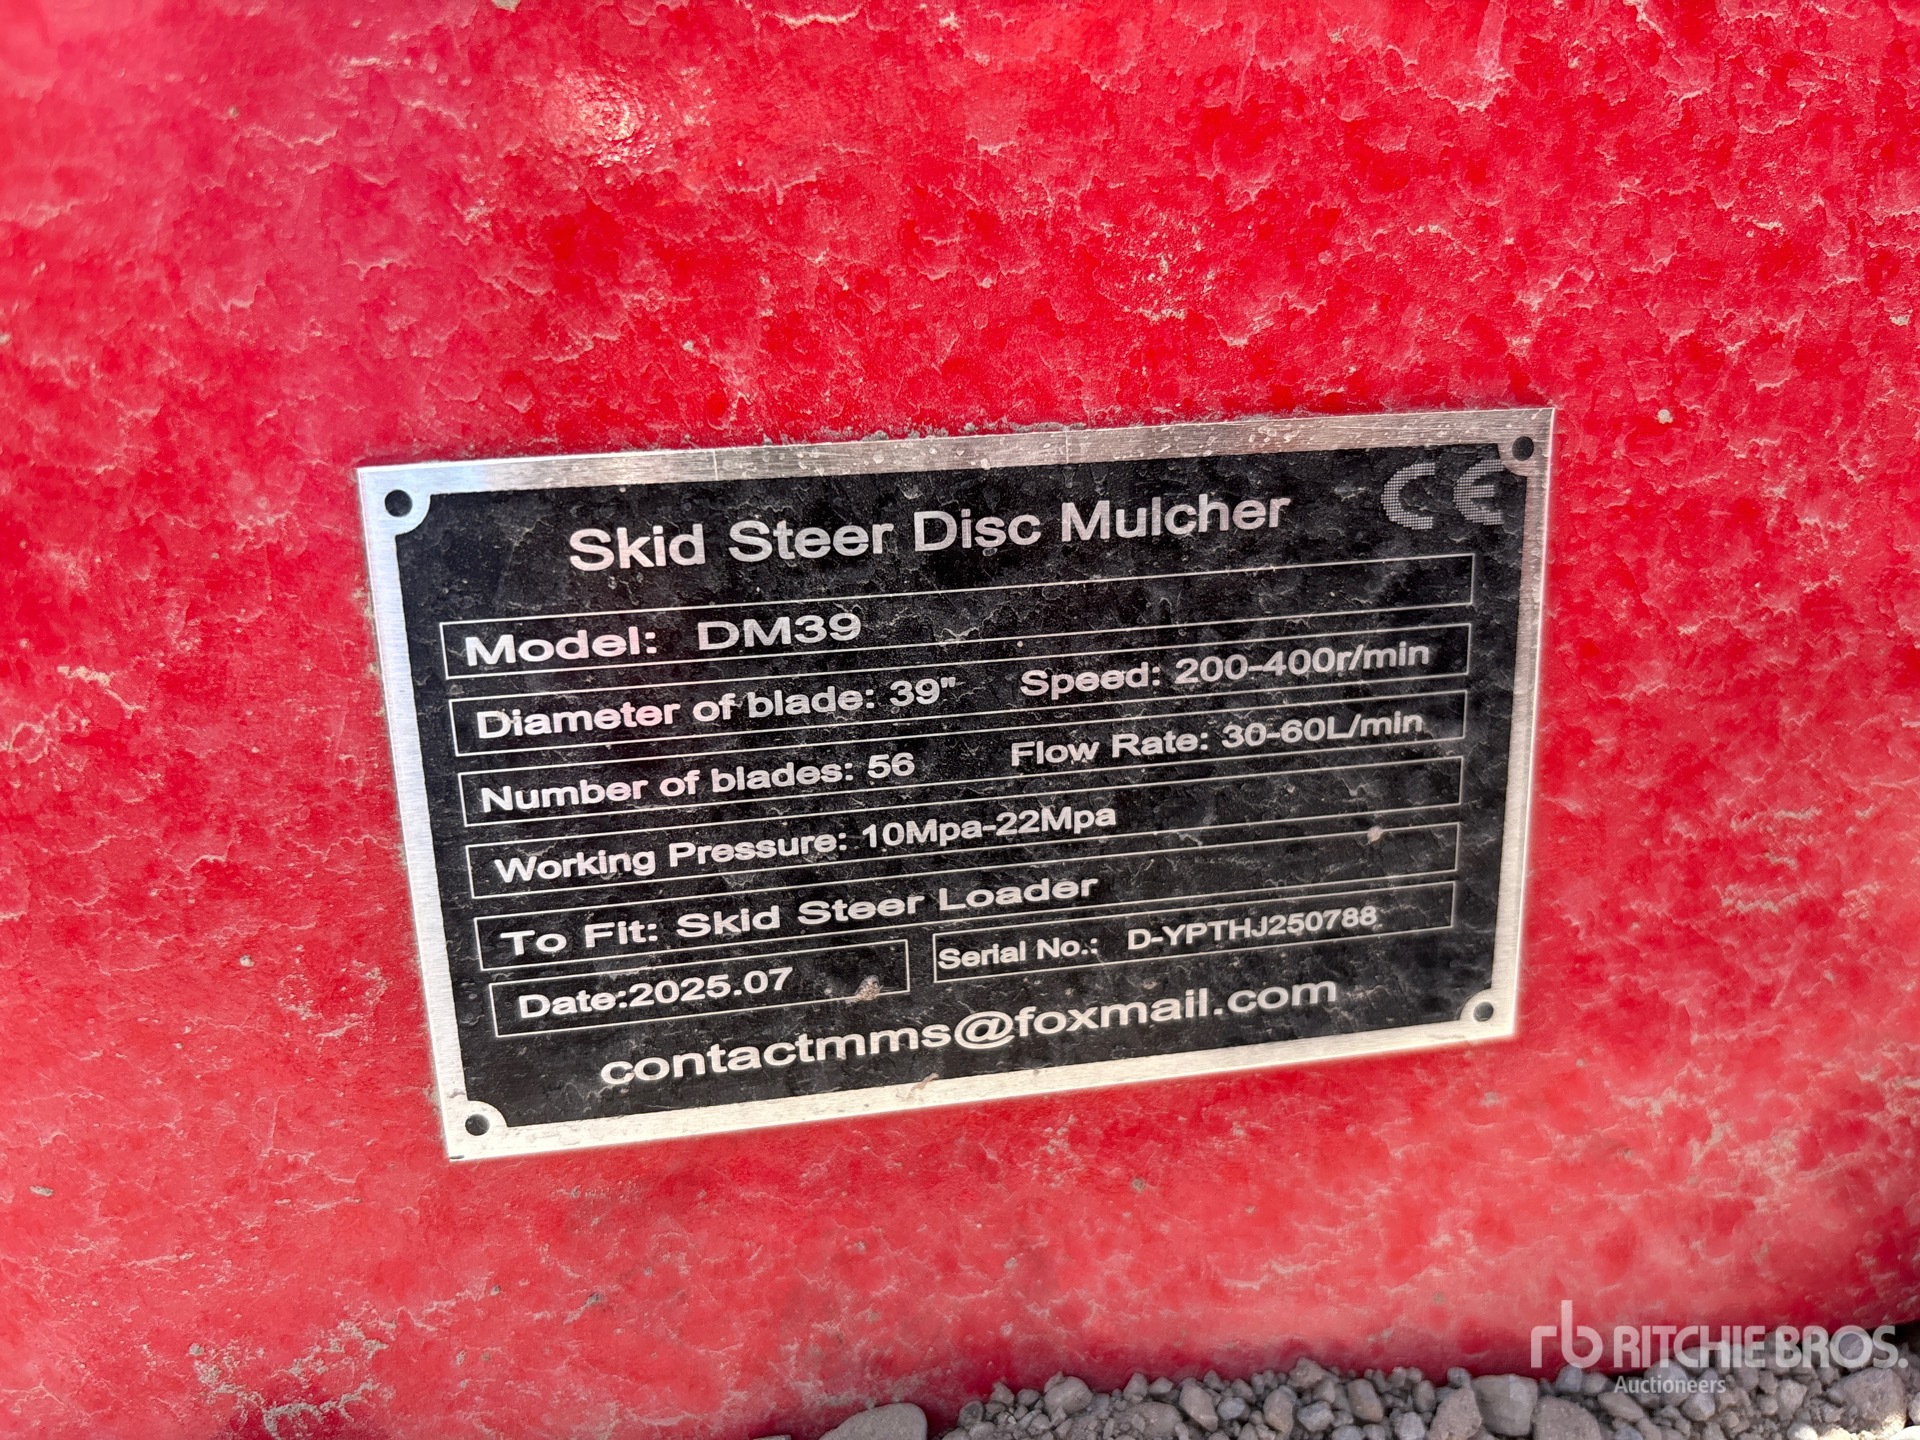 CE
Skid Steer Disc Mulcher
Model: DM39
Diameter of blade: 39" Speed: 200-400r/min
Number of blades: 56 Flow Rate: 30-60L/min
Working Pressure: 10Mpa-22Mpa
To Fit: Skid Steer Loader
Date:2025.07 Serial No.: D-YPTHJ250788
contactmms@foxmail.com
rb RITCHIE BROS.
Auctioneers